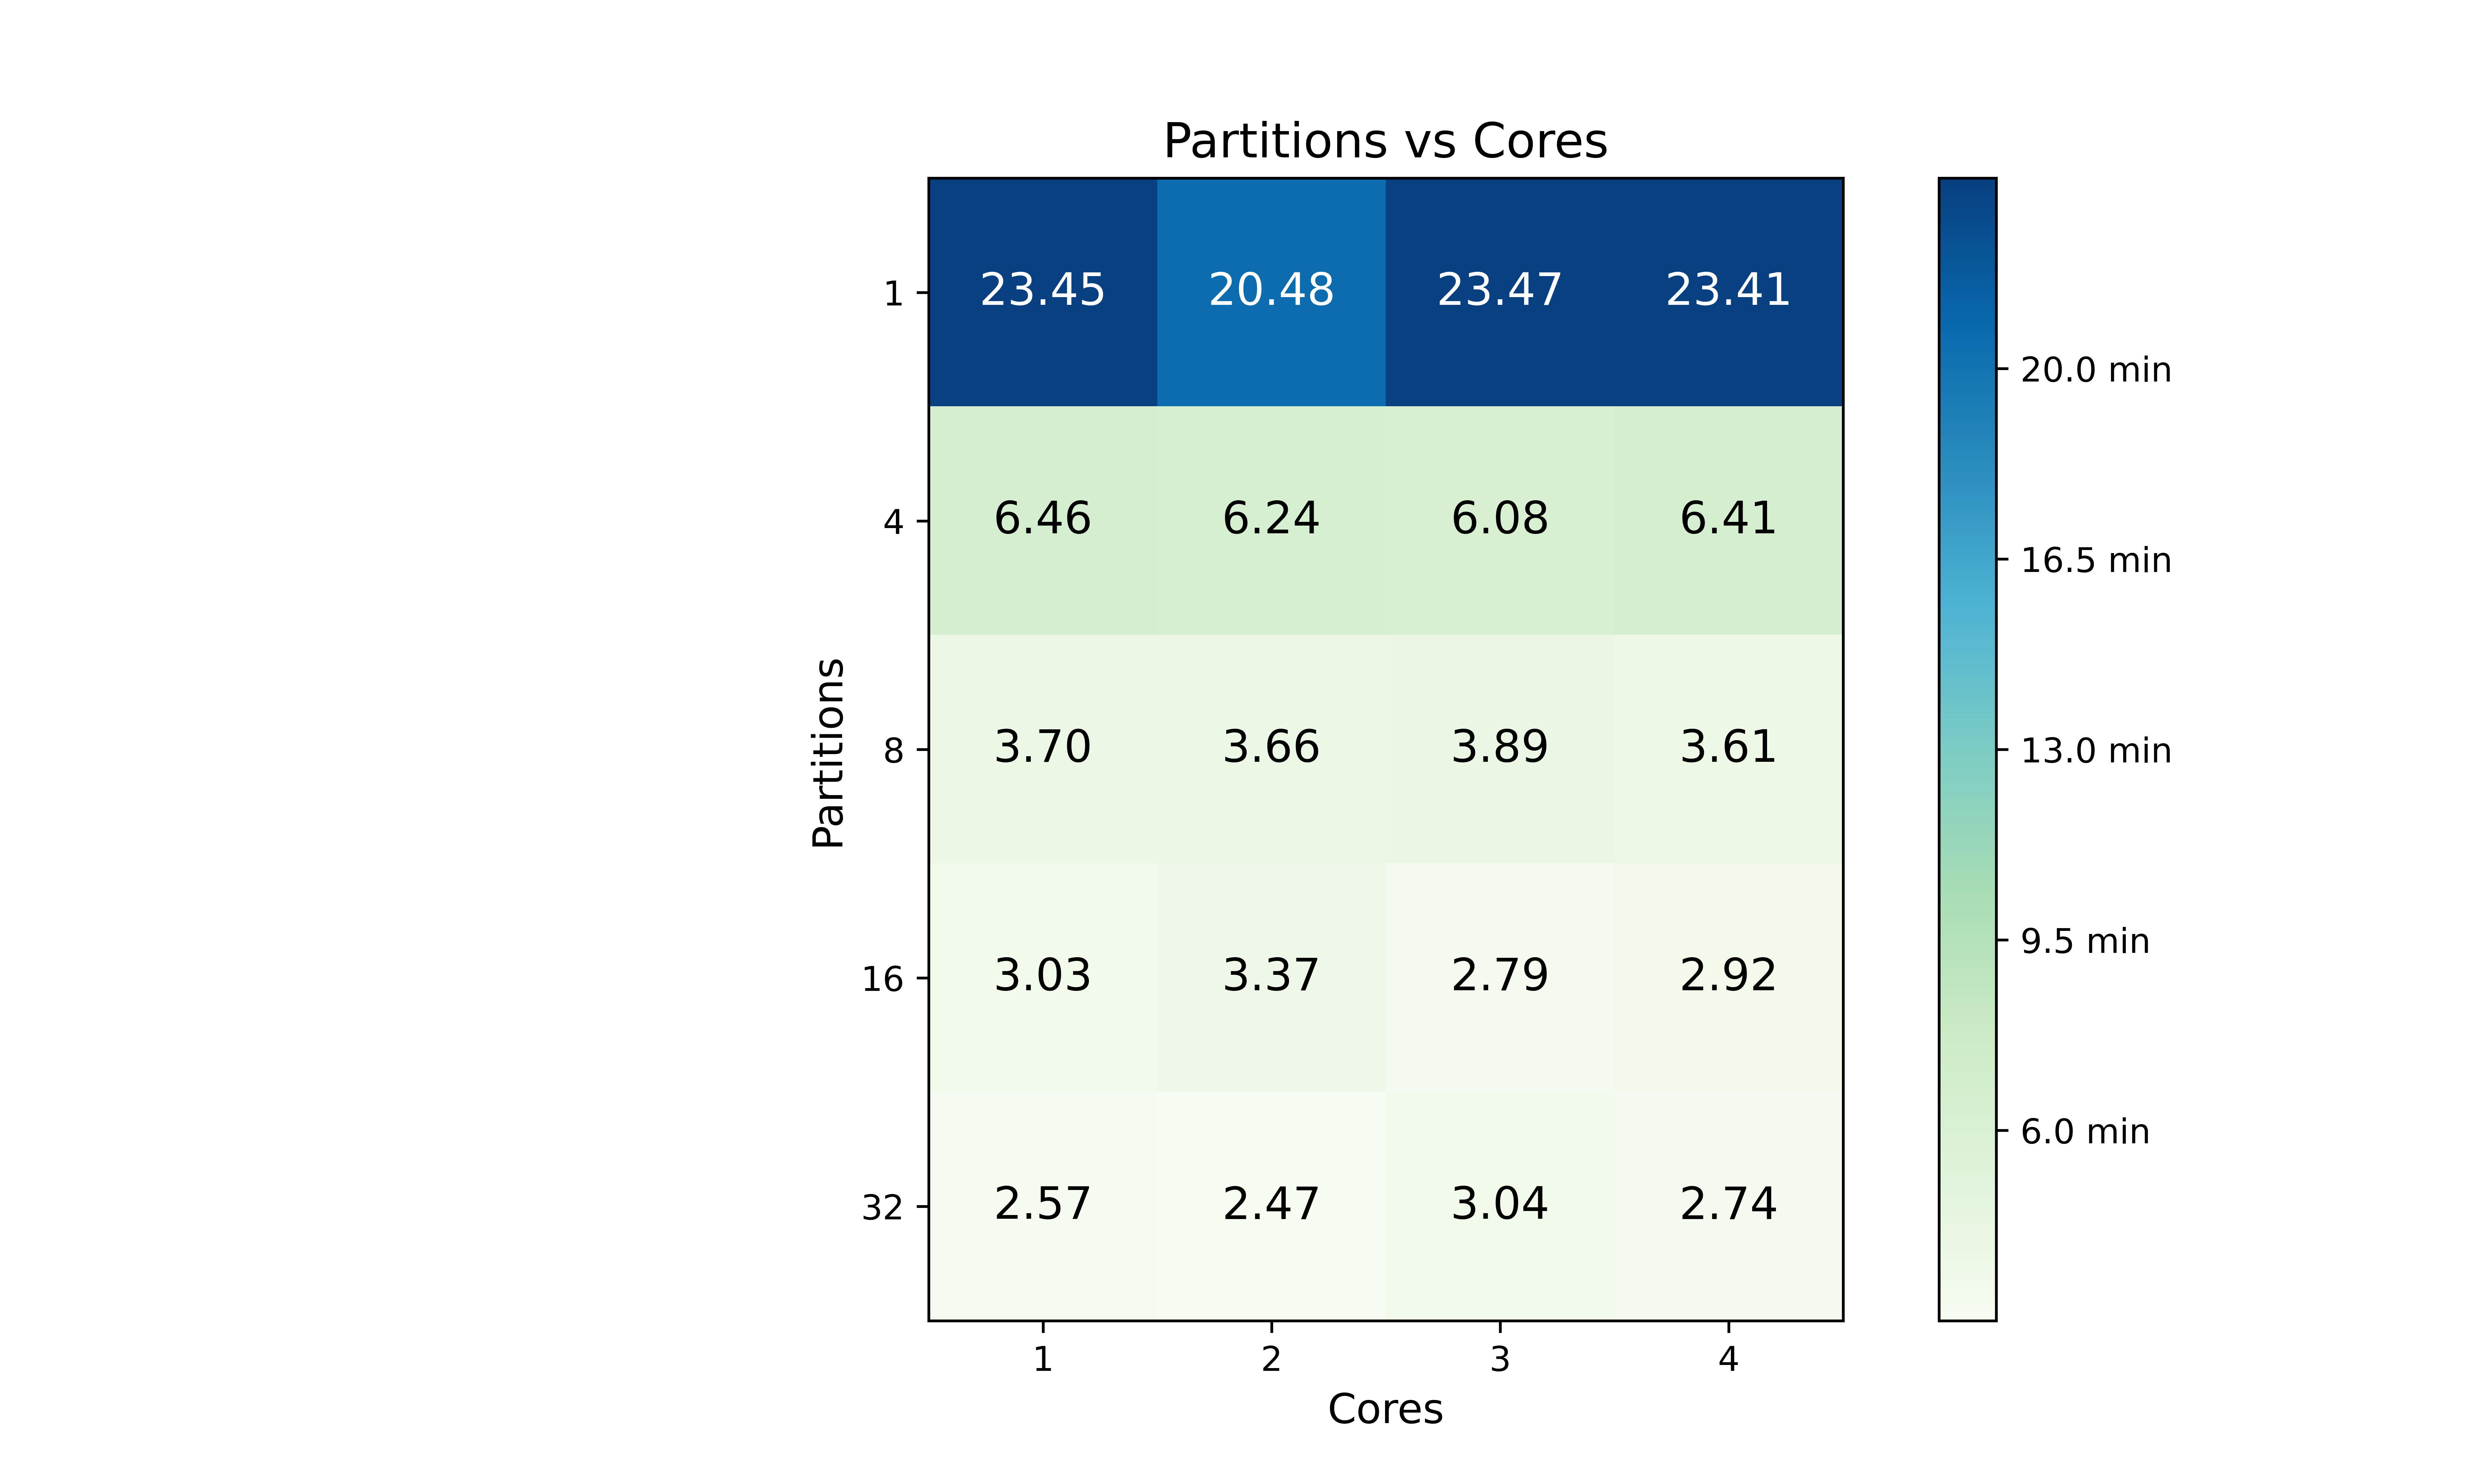 Partitions vs Cores
1 23.45 20.48 23.47 23.41
4 6.46 6.24 6.08 6.41
8 3.70 3.66 3.89 3.61
16 3.03 3.37 2.79 2.92
32 2.57 2.47 3.04 2.74
1 2 3 4
Cores
Partitions
20.0 min
16.5 min
13.0 min
9.5 min
6.0 min